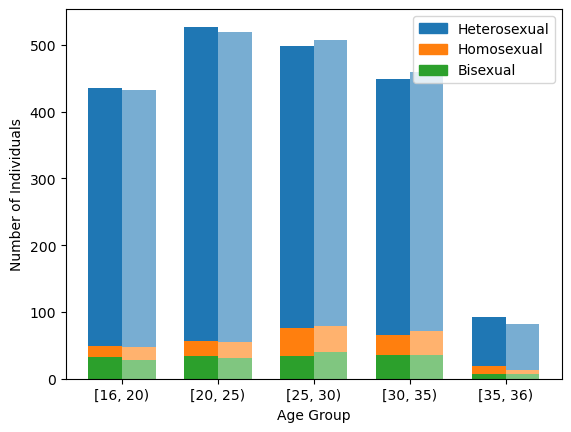 Heterosexual
Homosexual
Bisexual
Number of Individuals
500
400
300
200
100
0
[16, 20)
[20, 25)
[25, 30)
[30, 35)
[35, 36)
Age Group